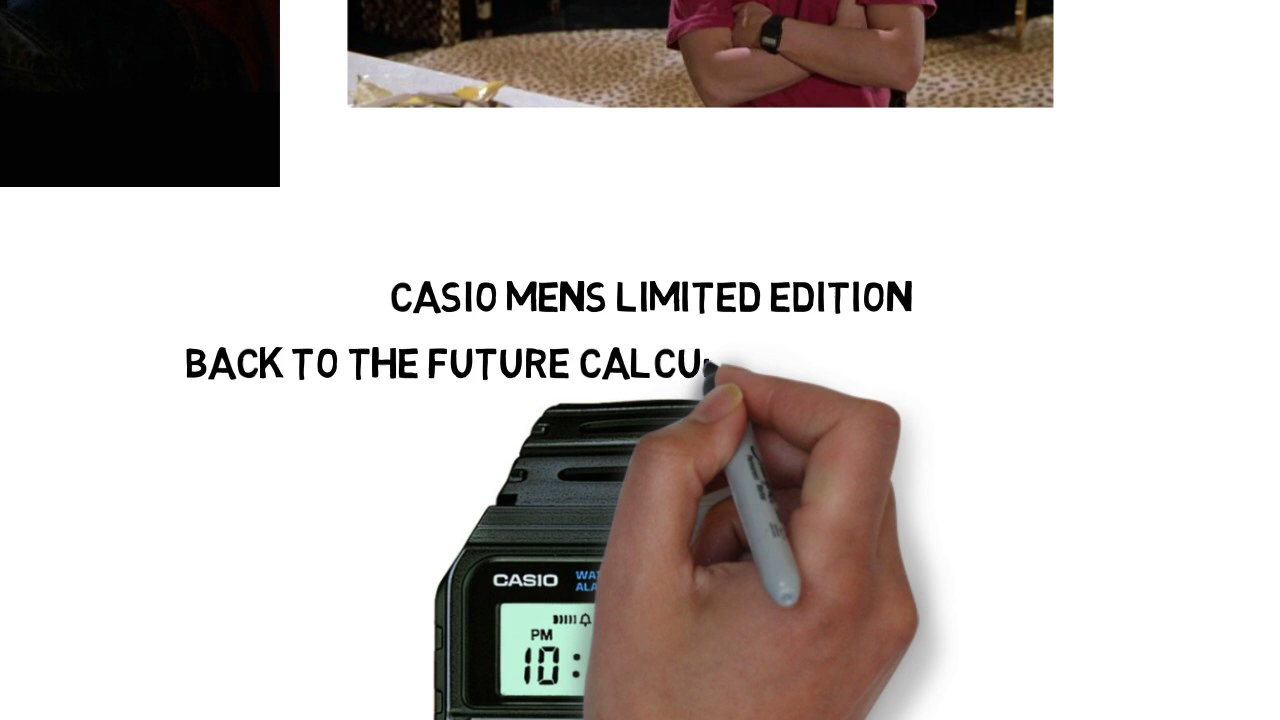 CASIO MENS LIMITED EDITION
BACK TO THE FUTURE CALCU
CASIO
PM
10: